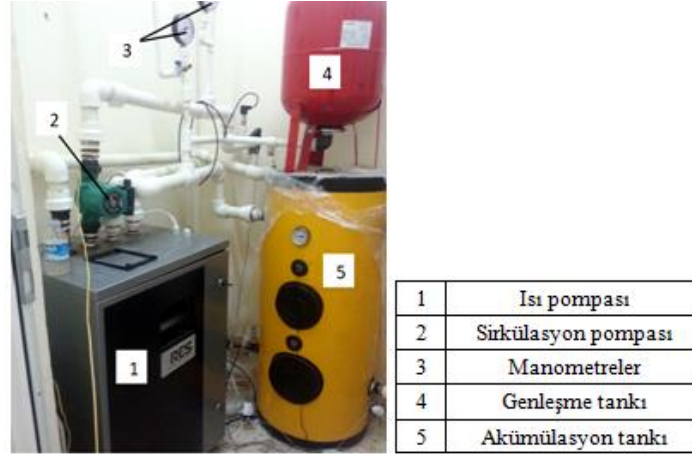 3
4
2
5
1
RCS
1 Isı pompası
2 Sirkülasyon pompası
3 Manometreler
4 Genleşme tankı
5 Akümülasyon tankı